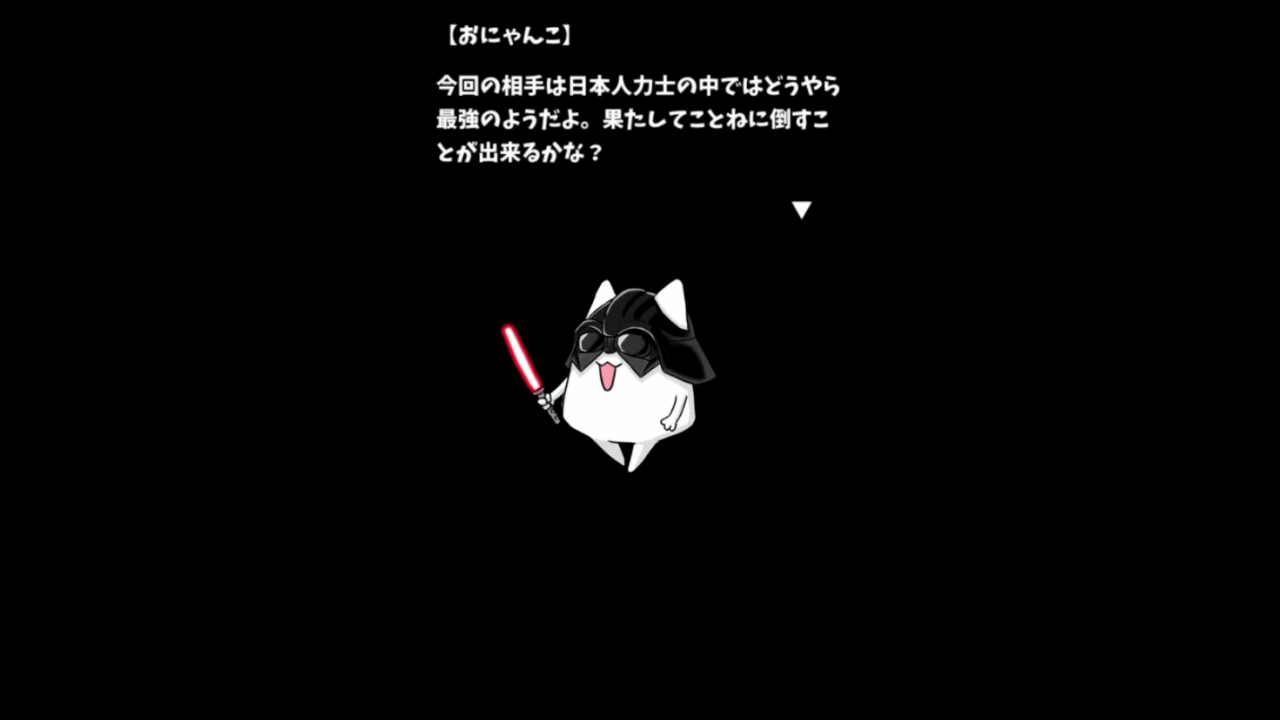 【おにゃんこ】
今回の相手は日本人力士の中ではどうやら
最強のようだよ。果たしてことねに倒すこ
とが出来るかな？
▼